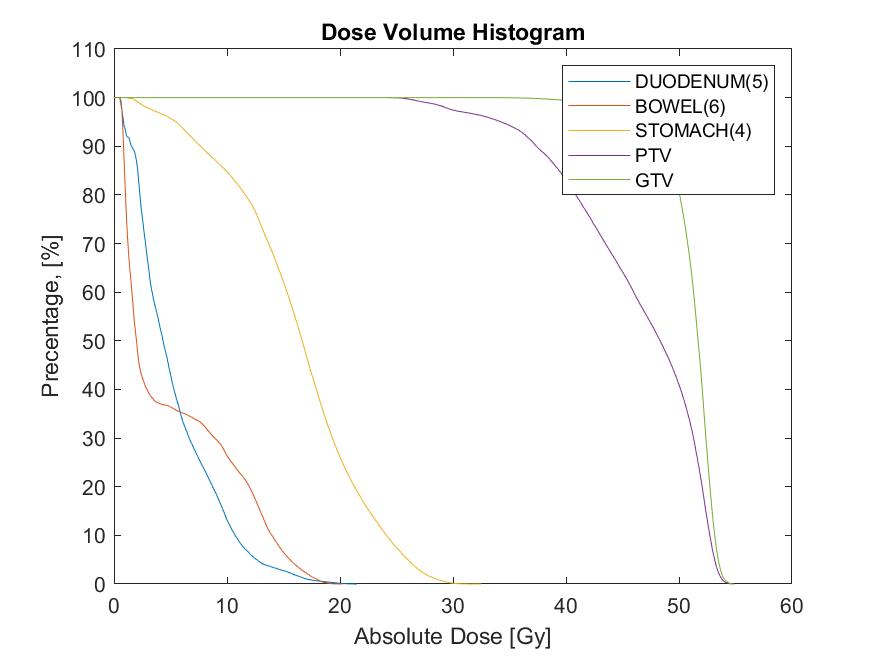 Dose Volume Histogram
110
100
90
80
70
60
50
40
30
20
10
0
Precentage, [%]
DUODENUM(5)
BOWEL(6)
STOMACH(4)
PTV
GTV
0 10 20 30 40 50 60
Absolute Dose [Gy]